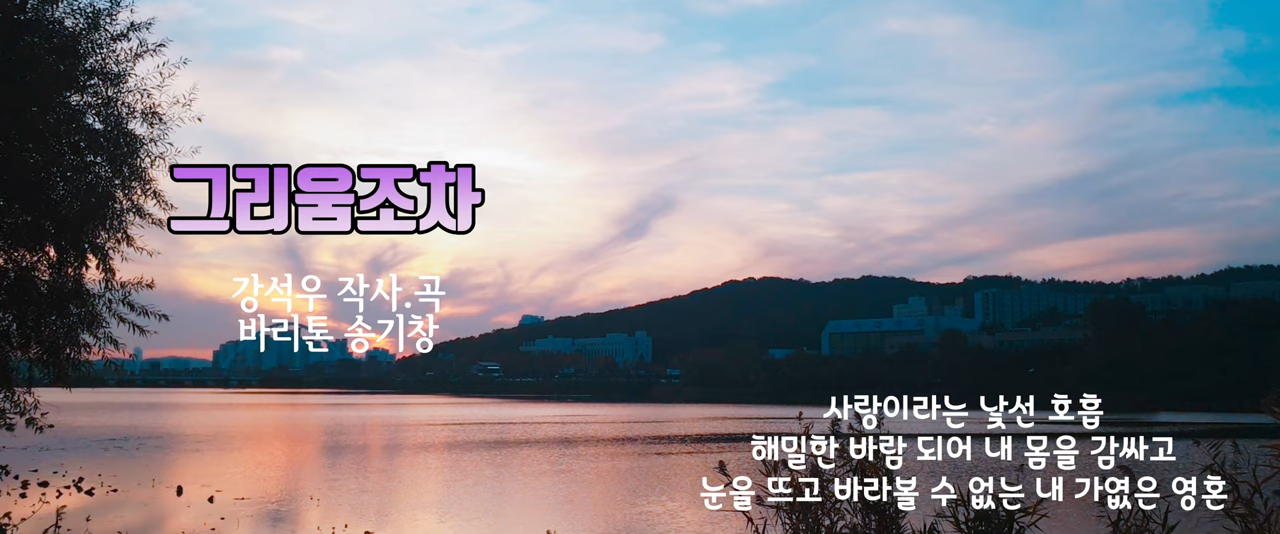 그리움조차
강석우 작사.곡
바리톤 송기창
사랑이라는 낯선 호흡
해밀한 바람 되어 내 몸을 감싸고
눈을 뜨고 바라볼 수 없는 내 가엾은 영혼